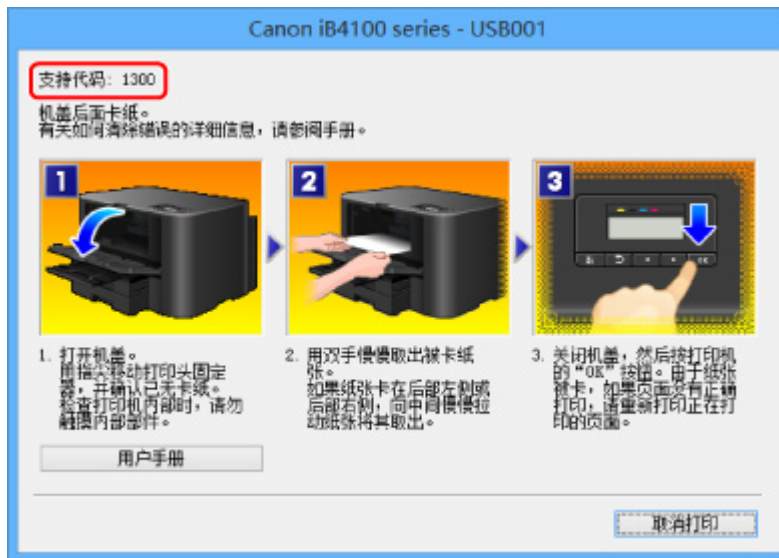 Canon iB4100 series - USB001
支持代码: 1300
机盖后面卡纸。
有关如何清除错误的详细信息，请参阅手册。
1
2
3
OK
1. 打开机盖。
用指尖移动打印头固定
器，并确认已无卡纸。
检查打印机内部时，请勿
触摸内部部件。
2. 用双手慢慢取出被卡纸
张。
如果纸张卡在后部左侧或
后部右侧，向中间慢慢拉
动纸张将其取出。
3. 关闭机盖，然后按打印机
的“OK”按钮。由于纸张
被卡，如果页面没有正确
打印，请重新打印正在打
印的页面。
用户手册
取消打印